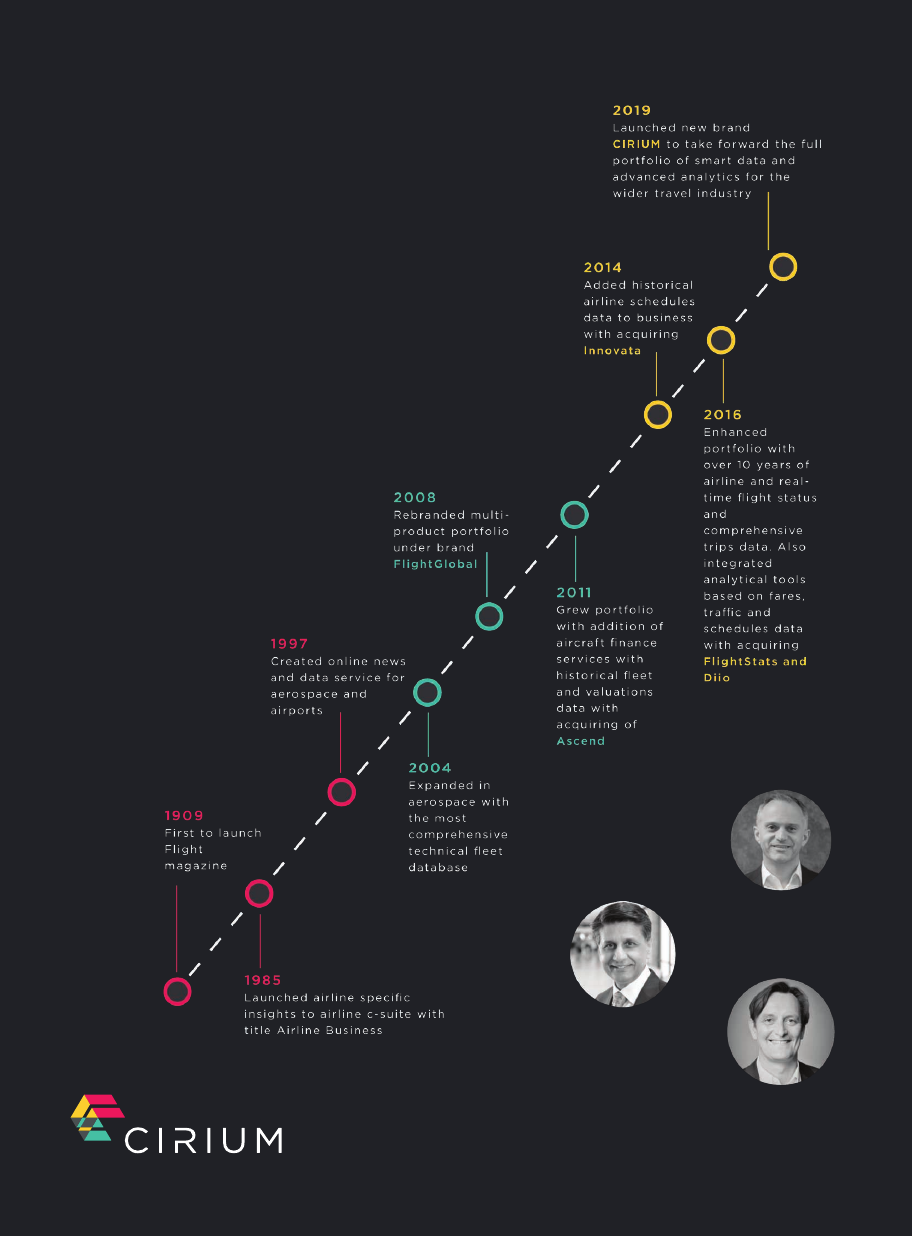 2019
Launched new brand
CIRIUM to take forward the full
portfolio of smart data and
advanced analytics for the
wider travel industry
2014
Added historical
airline schedules
data to business
with acquiring
Innovata
2016
Enhanced
portfolio with
over 10 years of
airline and real-
time flight status
and
comprehensive
trips data. Also
integrated
analytical tools
based on fares,
traffic and
schedules data
with acquiring
FlightStats and
Diio
2008
Rebranded multi-
product portfolio
under brand
FlightGlobal
2011
Grew portfolio
with addition of
aircraft finance
services with
historical fleet
and valuations
data with
acquiring of
Ascend
1997
Created online news
and data service for
aerospace and
airports
2004
Expanded in
aerospace with
the most
comprehensive
technical fleet
database
1909
First to launch
Flight
magazine
1985
Launched airline specific
insights to airline c-suite with
title Airline Business
CIRIUM